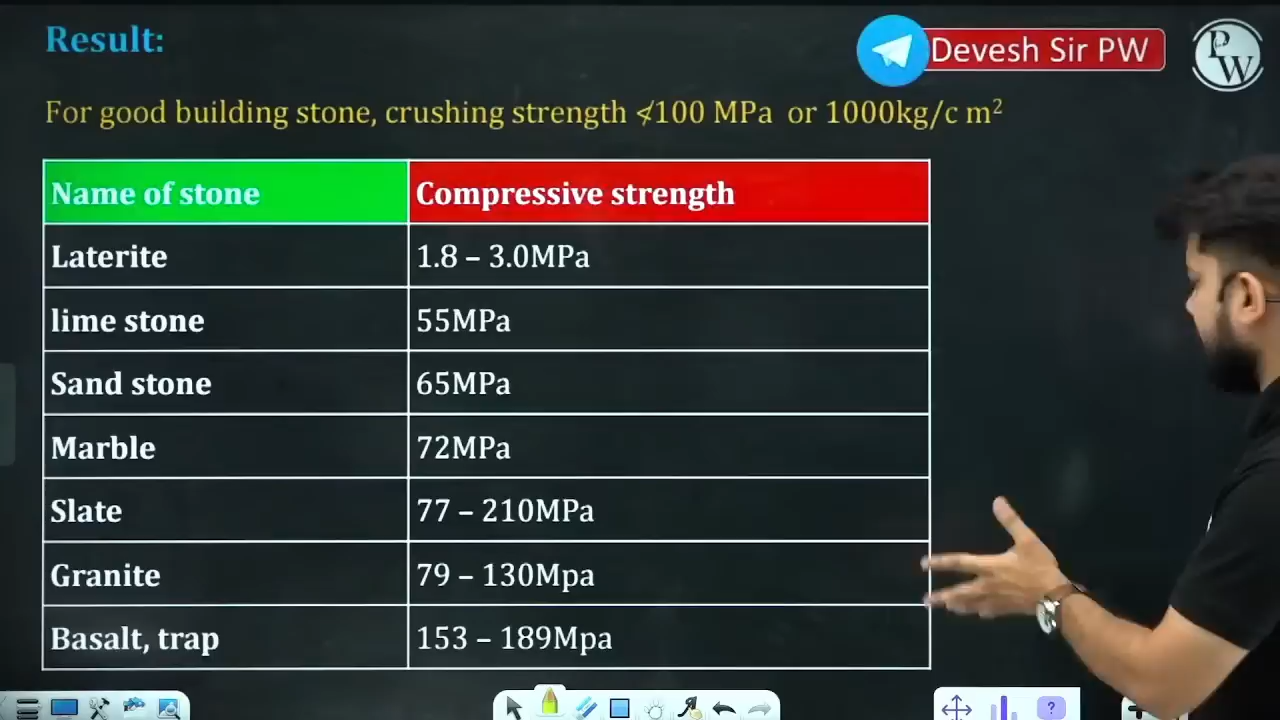 Result:
Devesh Sir PW
PW
For good building stone, crushing strength ≮100 MPa or 1000kg/c m²
Name of stone Compressive strength
Laterite 1.8 – 3.0MPa
lime stone 55MPa
Sand stone 65MPa
Marble 72MPa
Slate 77 – 210MPa
Granite 79 – 130Mpa
Basalt, trap 153 – 189Mpa